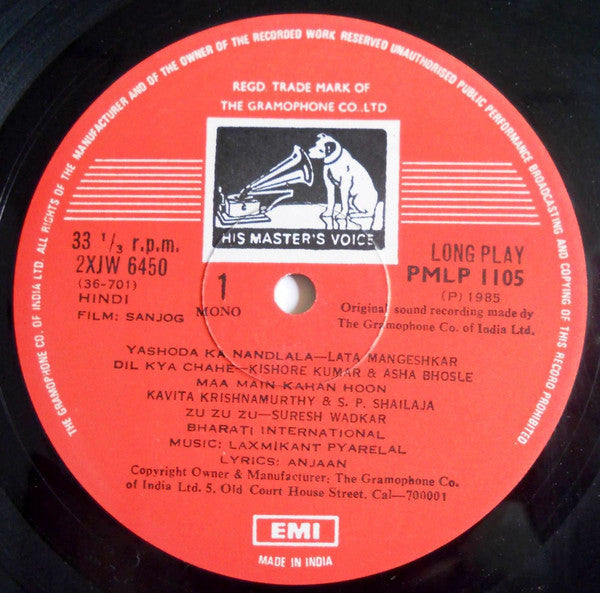 ALL RIGHTS OF THE MANUFACTURER AND OF THE OWNER OF THE RECORDED WORK RESERVED UNAUTHORISED PUBLIC PERFORMANCE BROADCASTING AND COPYING OF THIS RECORD PROHIBITED.
THE GRAMOPHONE CO. OF INDIA LTD.
REGD. TRADE MARK OF
THE GRAMOPHONE CO.,LTD
HIS MASTER'S VOICE
33 1/3 r.p.m.
2XJW 6450
(36-701)
HINDI
FILM: SANJOG
1
MONO
LONG PLAY
PMLP 1105
(P) 1985
Original sound recording made by
The Gramophone Co. of India Ltd.
YASHODA KA NANDLALA—LATA MANGESHKAR
DIL KYA CHAHE—KISHORE KUMAR & ASHA BHOSLE
MAA MAIN KAHAN HOON
KAVITA KRISHNAMURTHY & S. P. SHAILAJA
ZU ZU ZU—SURESH WADKAR
BHARATI INTERNATIONAL
MUSIC: LAXMIKANT PYARELAL
LYRICS: ANJAAN
Copyright Owner & Manufacturer: The Gramophone Co.
of India Ltd. 5, Old Court House Street. Cal—700001
EMI
MADE IN INDIA